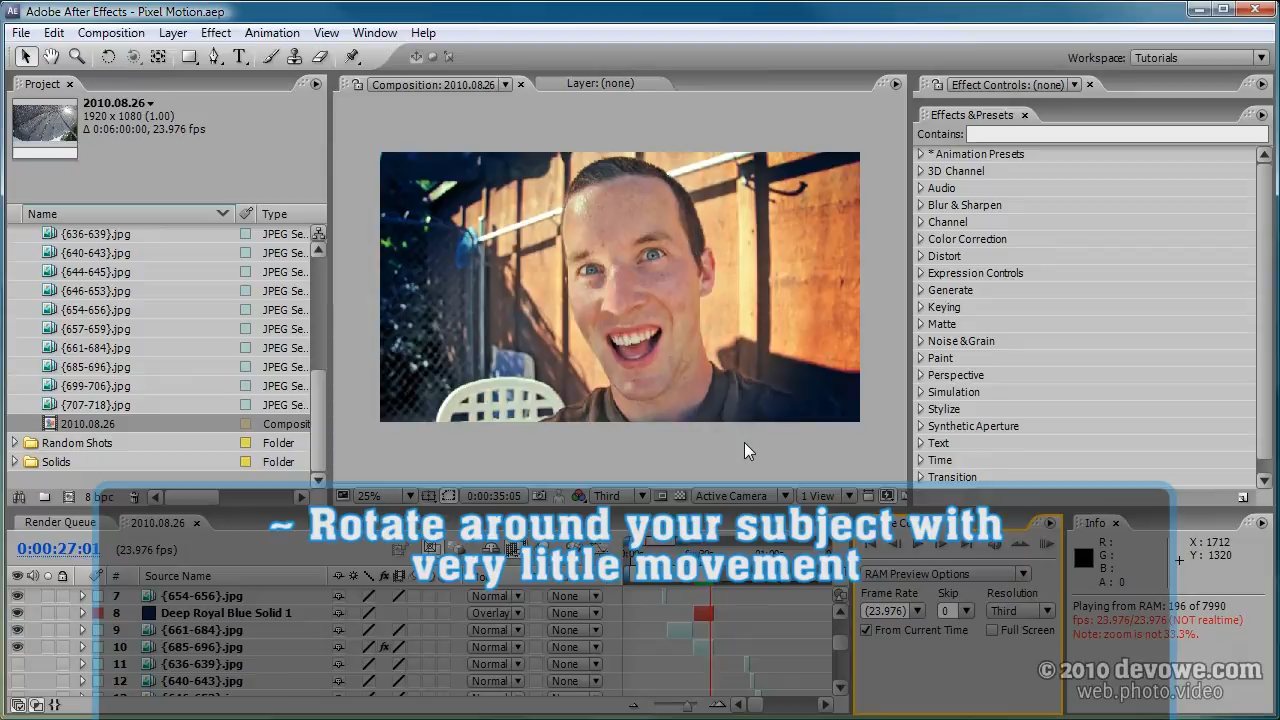 Adobe After Effects - Pixel Motion.aep
File Edit Composition Layer Effect Animation View Window Help
Workspace: Tutorials
Project
Composition: 2010.08.26
Layer: (none)
Effect Controls: (none)
2010.08.26
1920 x 1080 (1.00)
Δ 0:06:00:00, 23.976 fps
Name Type
{636-639}.jpg JPEG Se..
{640-643}.jpg JPEG Se..
{644-645}.jpg JPEG Se..
{646-653}.jpg JPEG Se..
{654-656}.jpg JPEG Se..
{657-659}.jpg JPEG Se..
{661-684}.jpg JPEG Se..
{685-696}.jpg JPEG Se..
{699-706}.jpg JPEG Se..
{707-718}.jpg JPEG Se..
2010.08.26 Composit
Random Shots Folder
Solids Folder
8 bpc
Effects & Presets
Contains:
* Animation Presets
3D Channel
Audio
Blur & Sharpen
Channel
Color Correction
Distort
Expression Controls
Generate
Keying
Matte
Noise & Grain
Paint
Perspective
Simulation
Stylize
Synthetic Aperture
Text
Time
Transition
25% 0:00:35:05 Third Active Camera 1 View
~ Rotate around your subject with
very little movement
Render Queue 2010.08.26
0:00:27:01 (23.976 fps)
# Source Name
7 {654-656}.jpg Normal None
8 Deep Royal Blue Solid 1 Overlay None
9 {661-684}.jpg Normal None
10 {685-696}.jpg Normal None
11 {636-639}.jpg Normal None
12 {640-643}.jpg Normal None
RAM Preview Options
Frame Rate Skip Resolution
(23.976) 0 Third
From Current Time Full Screen
Info
R: X: 1712
G: Y: 1320
B:
A: 0
Playing from RAM: 196 of 7990
fps: 23.976/23.976 (NOT realtime)
Note: zoom is not 33.3%.
© 2010 devowe.com
web.photo.video